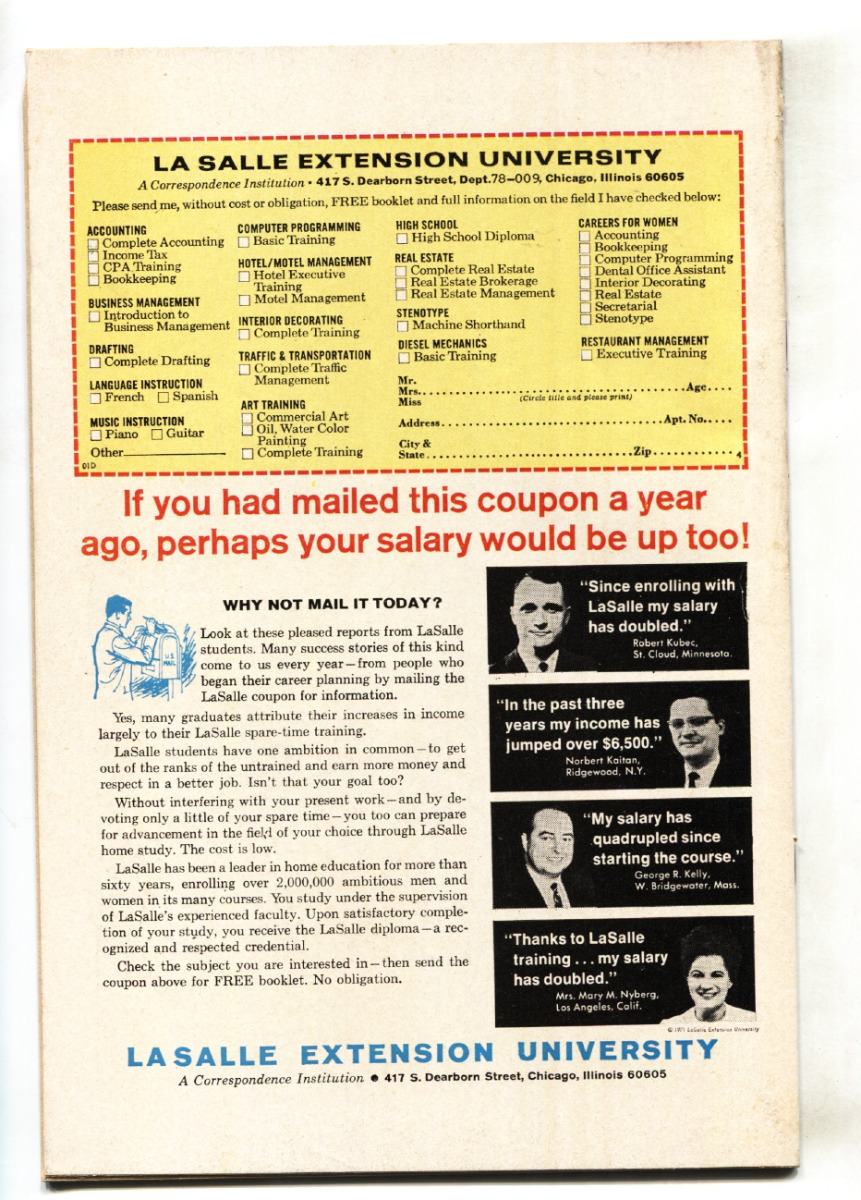 LA SALLE EXTENSION UNIVERSITY
A Correspondence Institution • 417 S. Dearborn Street, Dept.78-009, Chicago, Illinois 60605
Please send me, without cost or obligation, FREE booklet and full information on the field I have checked below:
ACCOUNTING
Complete Accounting
Income Tax
CPA Training
Bookkeeping
BUSINESS MANAGEMENT
Introduction to
Business Management
DRAFTING
Complete Drafting
LANGUAGE INSTRUCTION
French Spanish
MUSIC INSTRUCTION
Piano Guitar
Other
01D
COMPUTER PROGRAMMING
Basic Training
HOTEL/MOTEL MANAGEMENT
Hotel Executive
Training
Motel Management
INTERIOR DECORATING
Complete Training
TRAFFIC & TRANSPORTATION
Complete Traffic
Management
ART TRAINING
Commercial Art
Oil, Water Color
Painting
Complete Training
HIGH SCHOOL
High School Diploma
REAL ESTATE
Complete Real Estate
Real Estate Brokerage
Real Estate Management
STENOTYPE
Machine Shorthand
DIESEL MECHANICS
Basic Training
CAREERS FOR WOMEN
Accounting
Bookkeeping
Computer Programming
Dental Office Assistant
Interior Decorating
Real Estate
Secretarial
Stenotype
RESTAURANT MANAGEMENT
Executive Training
Mr.
Mrs. Age
Miss (Circle title and please print)
Address Apt. No.
City &
State Zip 4
If you had mailed this coupon a year
ago, perhaps your salary would be up too!
U.S.
MAIL
WHY NOT MAIL IT TODAY?
Look at these pleased reports from LaSalle
students. Many success stories of this kind
come to us every year—from people who
began their career planning by mailing the
LaSalle coupon for information.
Yes, many graduates attribute their increases in income
largely to their LaSalle spare-time training.
LaSalle students have one ambition in common—to get
out of the ranks of the untrained and earn more money and
respect in a better job. Isn't that your goal too?
Without interfering with your present work—and by de-
voting only a little of your spare time—you too can prepare
for advancement in the field of your choice through LaSalle
home study. The cost is low.
LaSalle has been a leader in home education for more than
sixty years, enrolling over 2,000,000 ambitious men and
women in its many courses. You study under the supervision
of LaSalle's experienced faculty. Upon satisfactory comple-
tion of your study, you receive the LaSalle diploma—a rec-
ognized and respected credential.
Check the subject you are interested in—then send the
coupon above for FREE booklet. No obligation.
"Since enrolling with
LaSalle my salary
has doubled."
Robert Kubec,
St. Cloud, Minnesota.
"In the past three
years my income has
jumped over $6,500."
Norbert Kaitan,
Ridgewood, N.Y.
"My salary has
quadrupled since
starting the course."
George R. Kelly,
W. Bridgewater, Mass.
"Thanks to LaSalle
training ... my salary
has doubled."
Mrs. Mary M. Nyberg,
Los Angeles, Calif.
© 1971 LaSalle Extension University
LA SALLE EXTENSION UNIVERSITY
A Correspondence Institution • 417 S. Dearborn Street, Chicago, Illinois 60605